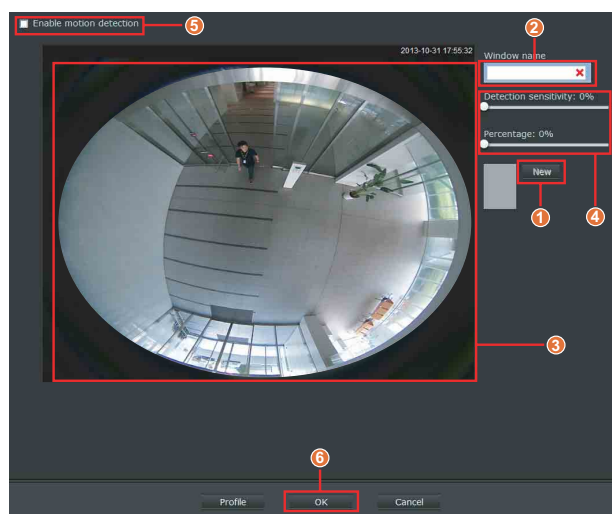 Enable motion detection
5
2
2013-10-31 17:55:32
Window name
Detection sensitivity: 0%
Percentage: 0%
New
1
4
3
6
Profile
OK
Cancel